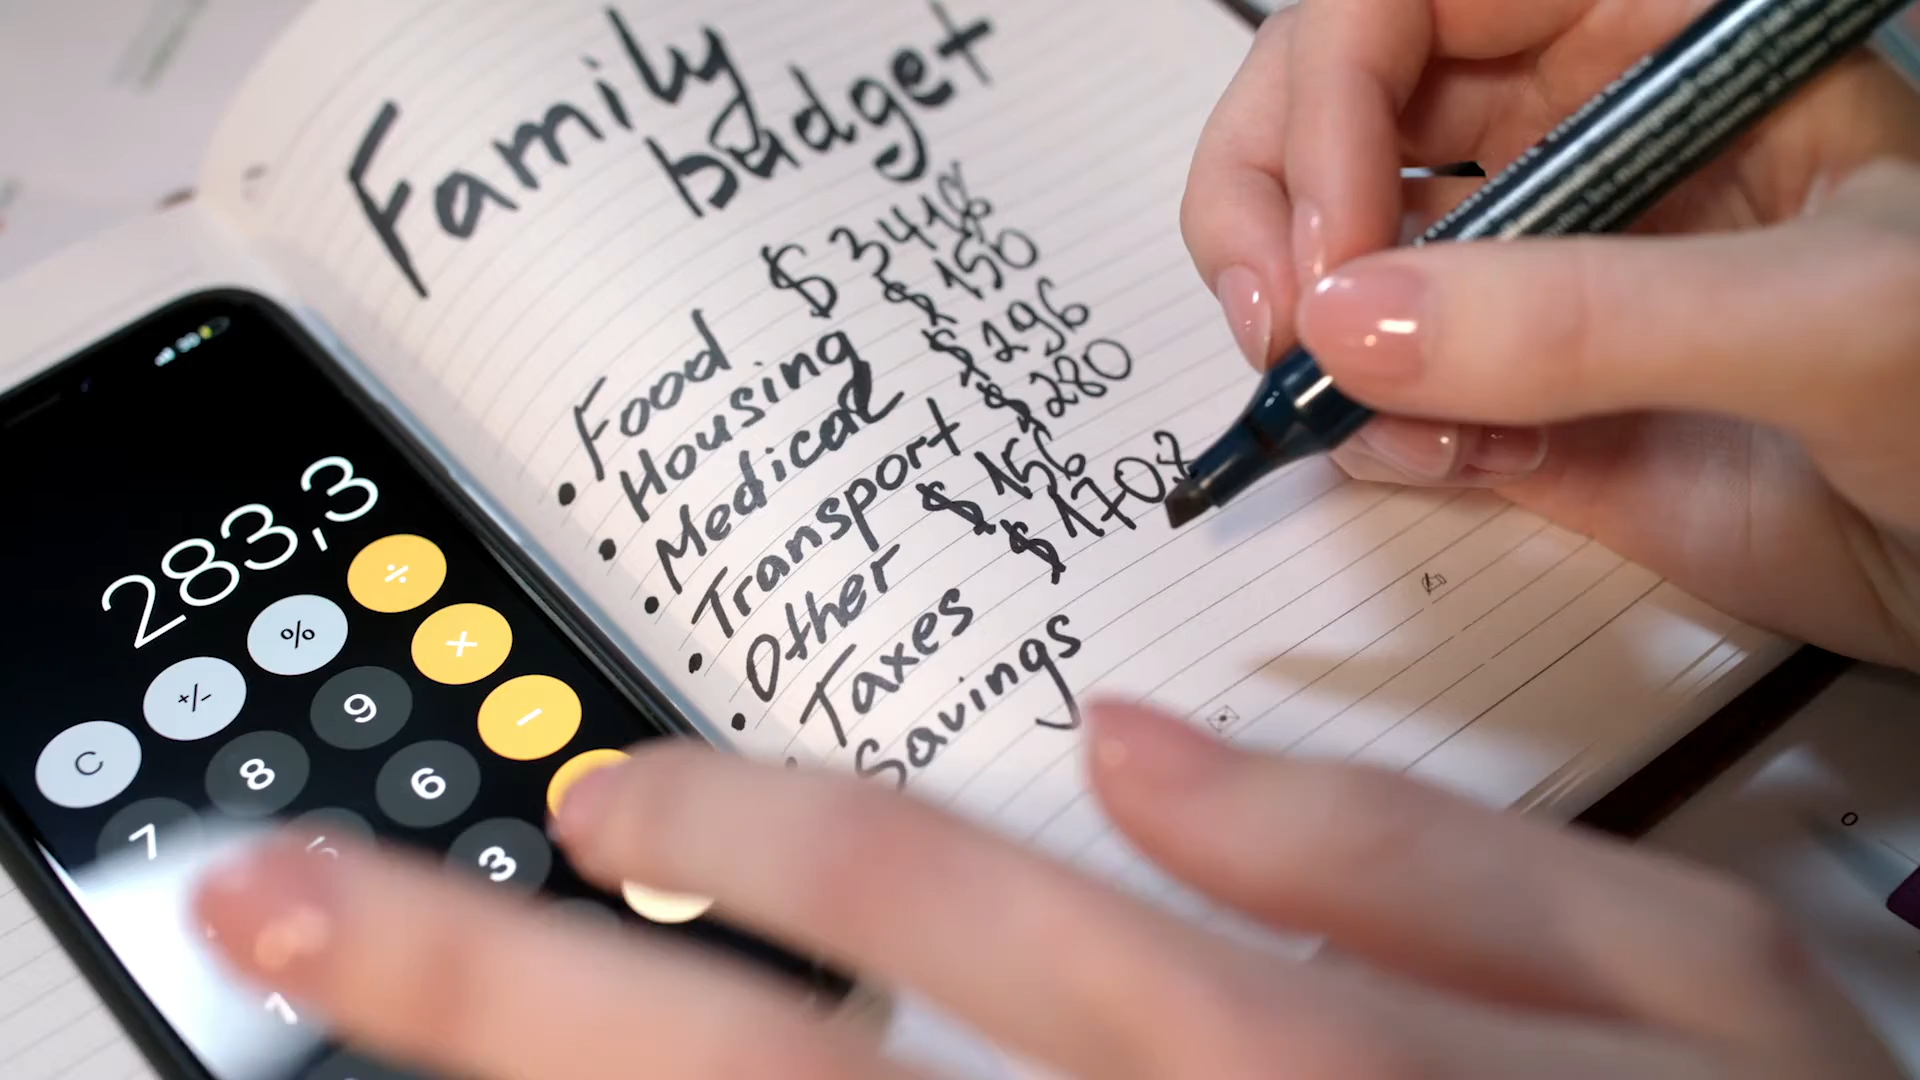 Family
budget
Food $ 3418
Housing $ 150
Medical $ 296
Transport $ 280
Other $ 156
Taxes $ 1708
Savings
283,3
÷
% ×
+/- 9 −
C 8 6
7 3
1